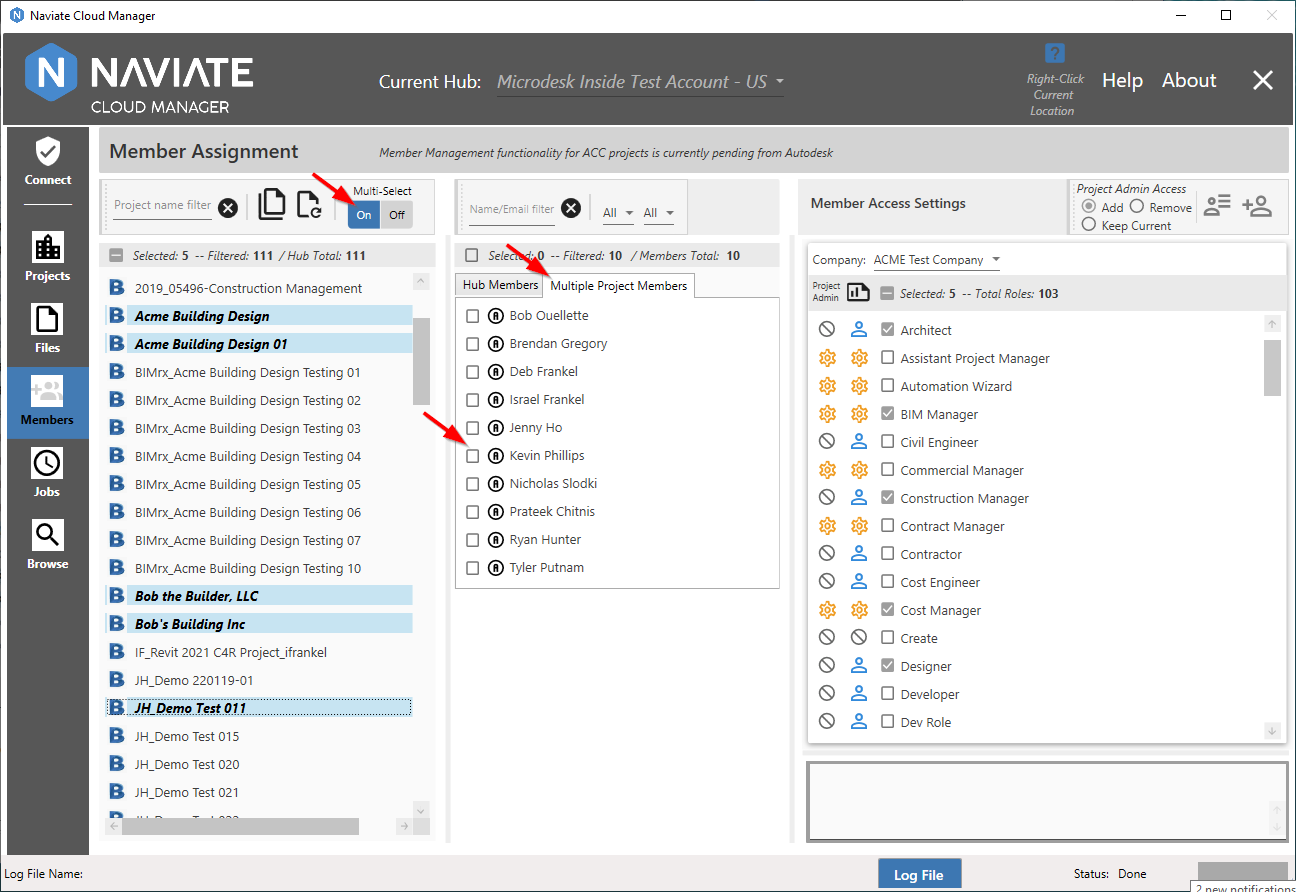 Naviate Cloud Manager
NAVIATE
CLOUD MANAGER
Current Hub: Microdesk Inside Test Account - US
Right-Click
Current
Location
Help About
Connect
Projects
Files
Members
Jobs
Browse
Member Assignment
Member Management functionality for ACC projects is currently pending from Autodesk
Project name filter
Multi-Select
On Off
Selected: 5 -- Filtered: 111 / Hub Total: 111
2019_05496-Construction Management
Acme Building Design
Acme Building Design 01
BIMrx_Acme Building Design Testing 01
BIMrx_Acme Building Design Testing 02
BIMrx_Acme Building Design Testing 03
BIMrx_Acme Building Design Testing 04
BIMrx_Acme Building Design Testing 05
BIMrx_Acme Building Design Testing 06
BIMrx_Acme Building Design Testing 07
BIMrx_Acme Building Design Testing 10
Bob the Builder, LLC
Bob's Building Inc
IF_Revit 2021 C4R Project_ifrankel
JH_Demo 220119-01
JH_Demo Test 011
JH_Demo Test 015
JH_Demo Test 020
JH_Demo Test 021
Name/Email filter
All All
Selected: 0 -- Filtered: 10 / Members Total: 10
Hub Members Multiple Project Members
Bob Ouellette
Brendan Gregory
Deb Frankel
Israel Frankel
Jenny Ho
Kevin Phillips
Nicholas Slodki
Prateek Chitnis
Ryan Hunter
Tyler Putnam
Member Access Settings
Project Admin Access
Add Remove
Keep Current
Company: ACME Test Company
Project
Admin
Selected: 5 -- Total Roles: 103
Architect
Assistant Project Manager
Automation Wizard
BIM Manager
Civil Engineer
Commercial Manager
Construction Manager
Contract Manager
Contractor
Cost Engineer
Cost Manager
Create
Designer
Developer
Dev Role
Log File Name:
Log File
Status: Done
2 new notifications